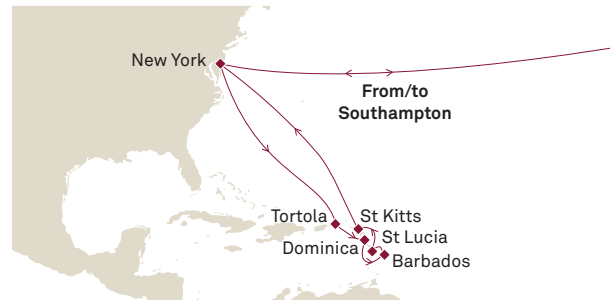 New York
From/to
Southampton
Tortola
St Kitts
Dominica
St Lucia
Barbados